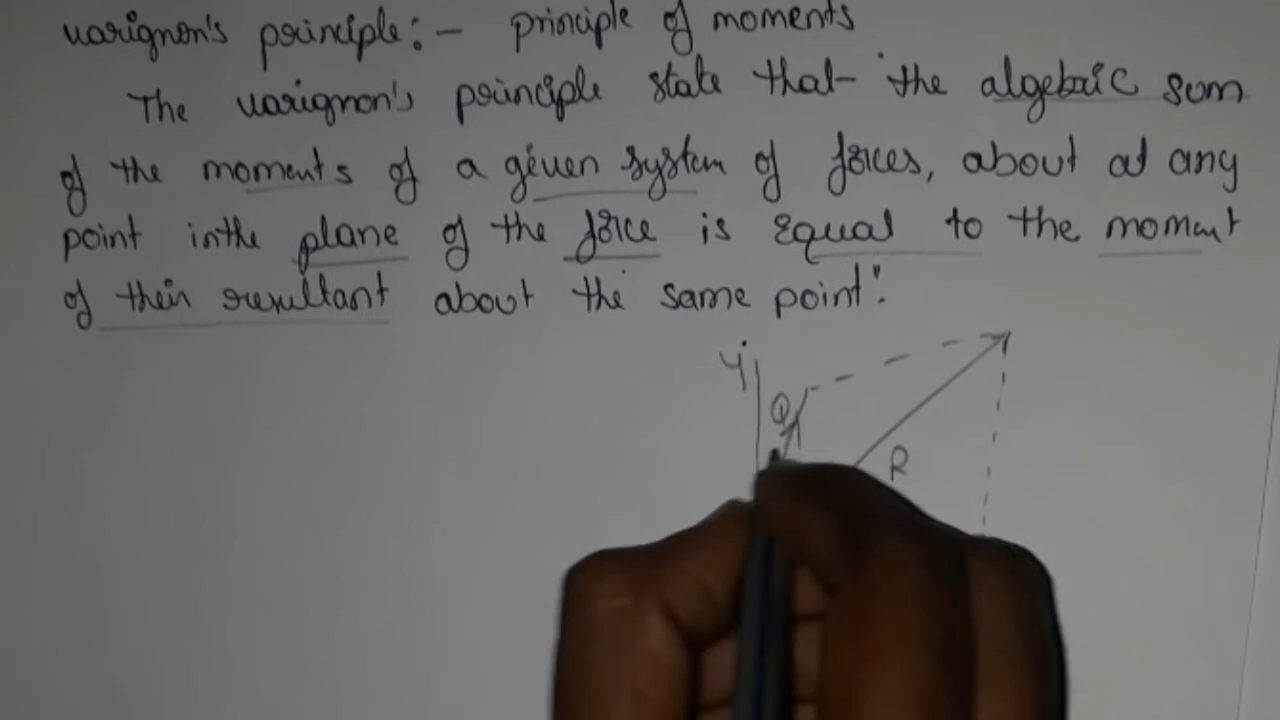 varignon's principle:- principle of moments
The varignon's principle state that "the algebraic sum
of the moments of a given system of forces, about at any
point in the plane of the force is equal to the moment
of their resultant about the same point".
Y
Q
R